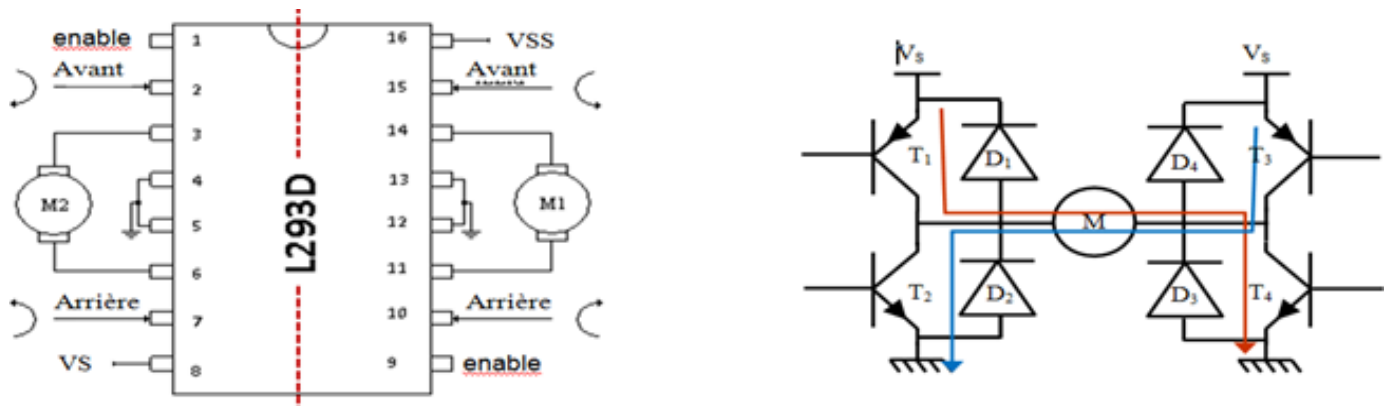 enable 1 16 VSS
Avant 2 15 Avant
3 14
M2 4 13 M1
5 12
6 11
Arrière 7 10 Arrière
VS 8 9 enable
L293D
Vs Vs
T1 D1 D4 T3
M
T2 D2 D3 T4